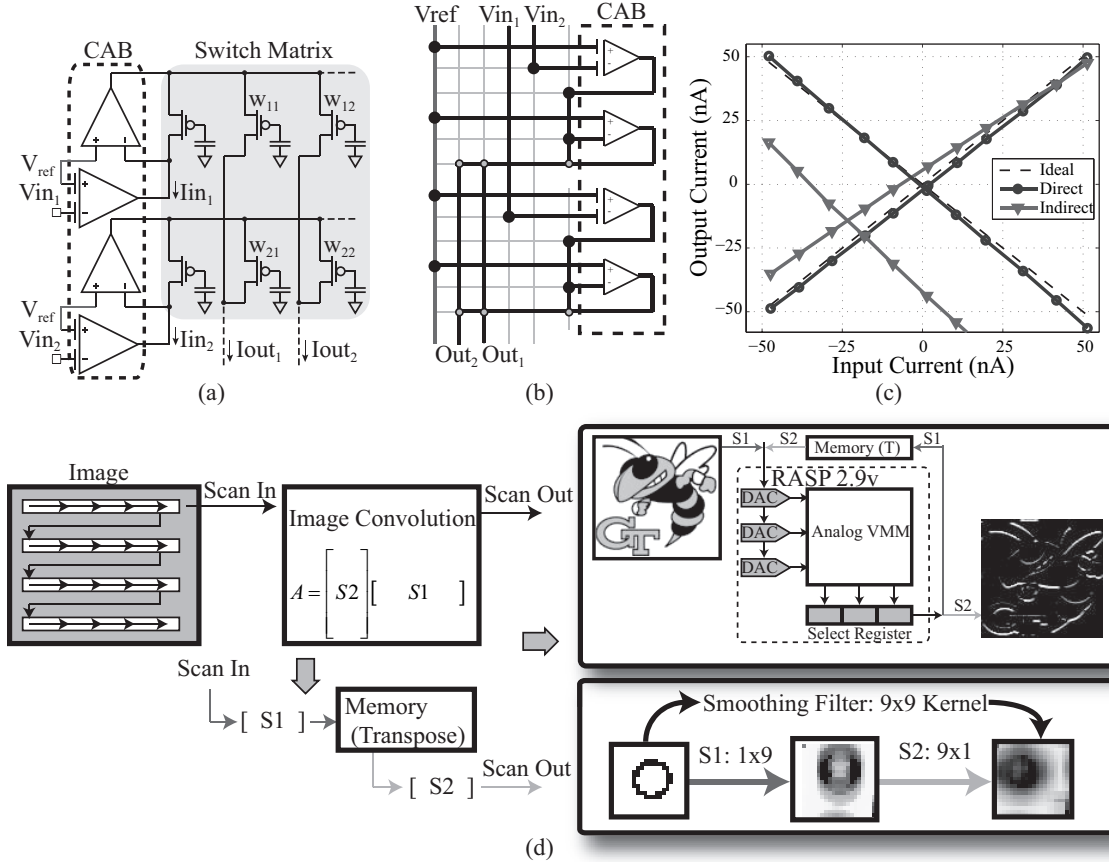 CAB
Switch Matrix
W11
W12
+
-
Vref
Vin1
+
-
Iin1
W21
W22
+
-
Vref
Vin2
+
-
Iin2
Iout1
Iout2
(a)
Vref
Vin1
Vin2
CAB
+
-
+
-
+
-
+
-
Out2
Out1
(b)
Output Current (nA)
50
25
0
−25
−50
−50
−25
0
25
50
Input Current (nA)
Ideal
Direct
Indirect
(c)
Image
Scan In
Image Convolution
A = [ S2 ] [ S1 ]
Scan Out
Scan In
[ S1 ]
Memory
(Transpose)
[ S2 ]
Scan Out
GT
S1
S2
Memory (T)
S1
RASP 2.9v
DAC
DAC
DAC
Analog VMM
Select Register
S2
Smoothing Filter: 9x9 Kernel
S1: 1x9
S2: 9x1
(d)